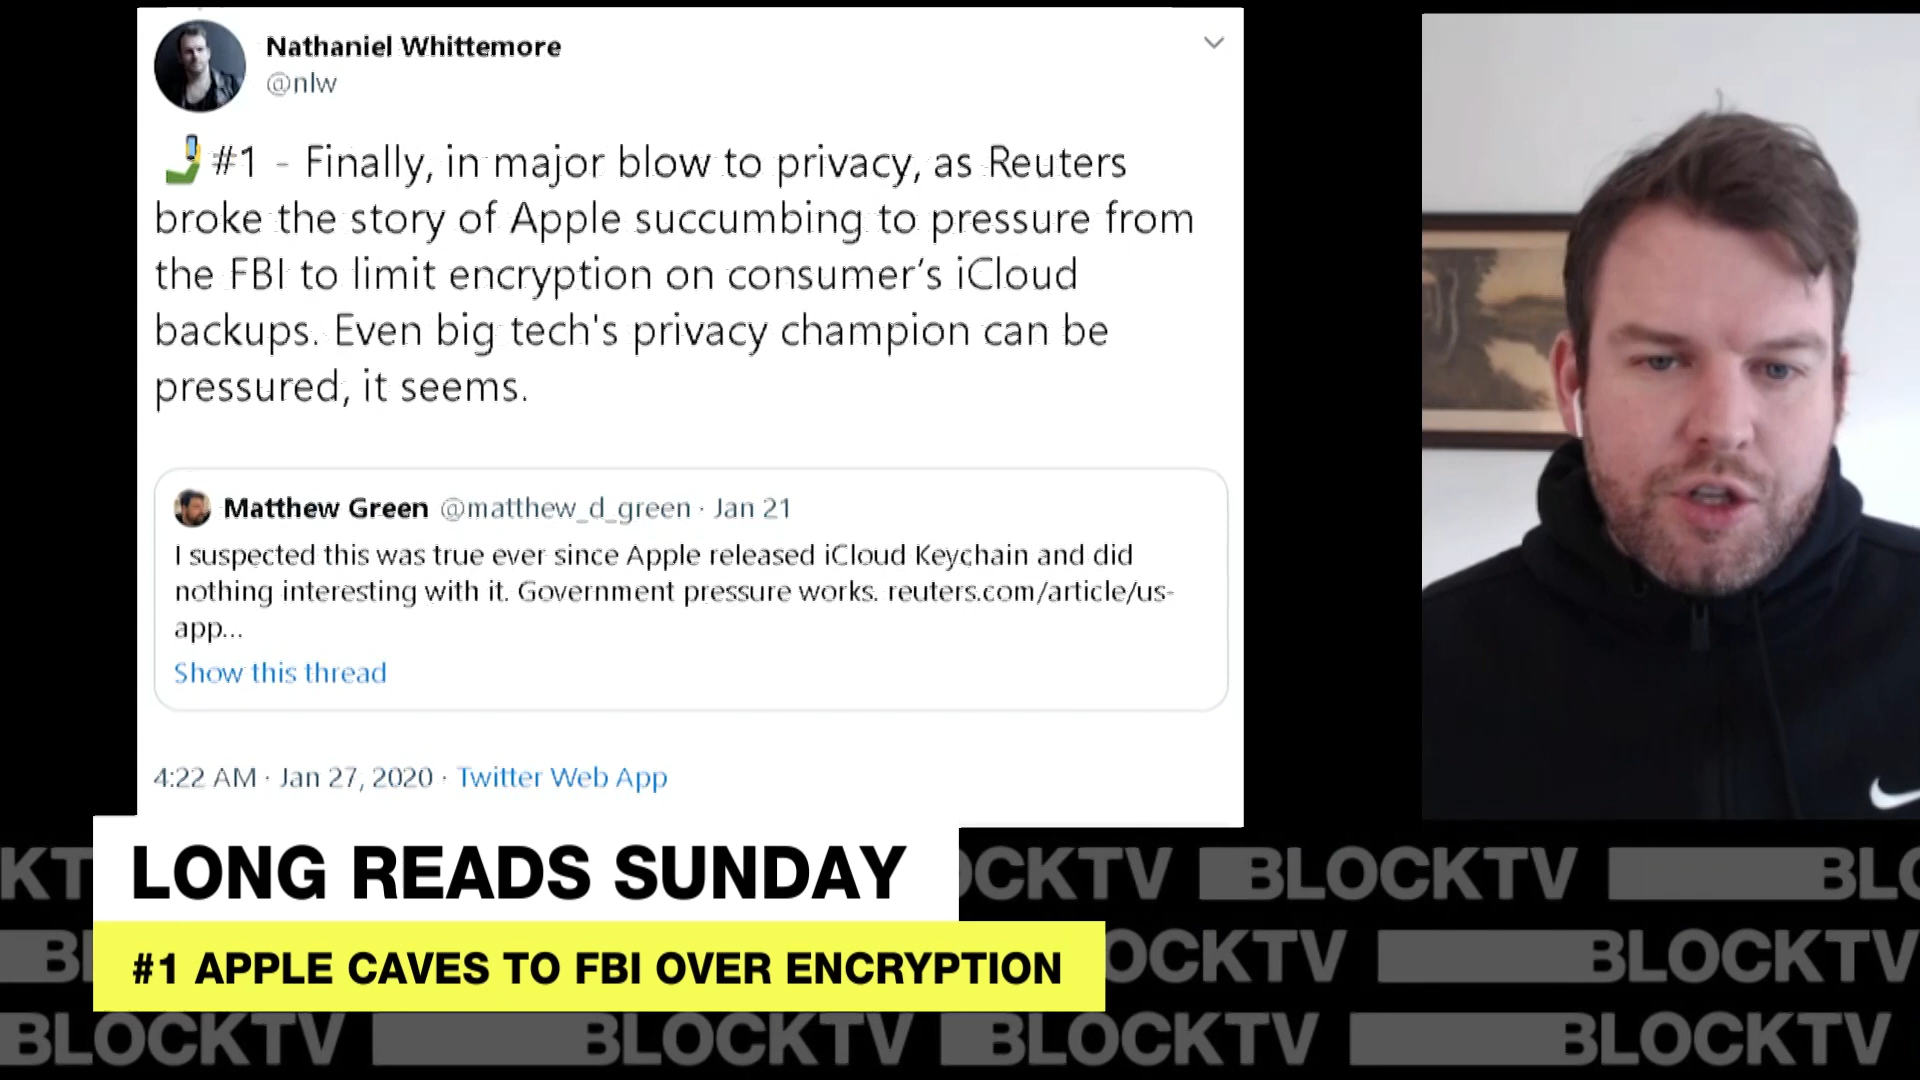 Nathaniel Whittemore
@nlw
#1 - Finally, in major blow to privacy, as Reuters
broke the story of Apple succumbing to pressure from
the FBI to limit encryption on consumer’s iCloud
backups. Even big tech's privacy champion can be
pressured, it seems.
Matthew Green @matthew_d_green · Jan 21
I suspected this was true ever since Apple released iCloud Keychain and did
nothing interesting with it. Government pressure works. reuters.com/article/us-
app...
Show this thread
4:22 AM · Jan 27, 2020 · Twitter Web App
LONG READS SUNDAY
#1 APPLE CAVES TO FBI OVER ENCRYPTION
KT OCKTV BLOCKTV BLO
BL OCKTV BLOCKTV
BLOCKTV BLOCKTV BLOCKTV BLOCKTV